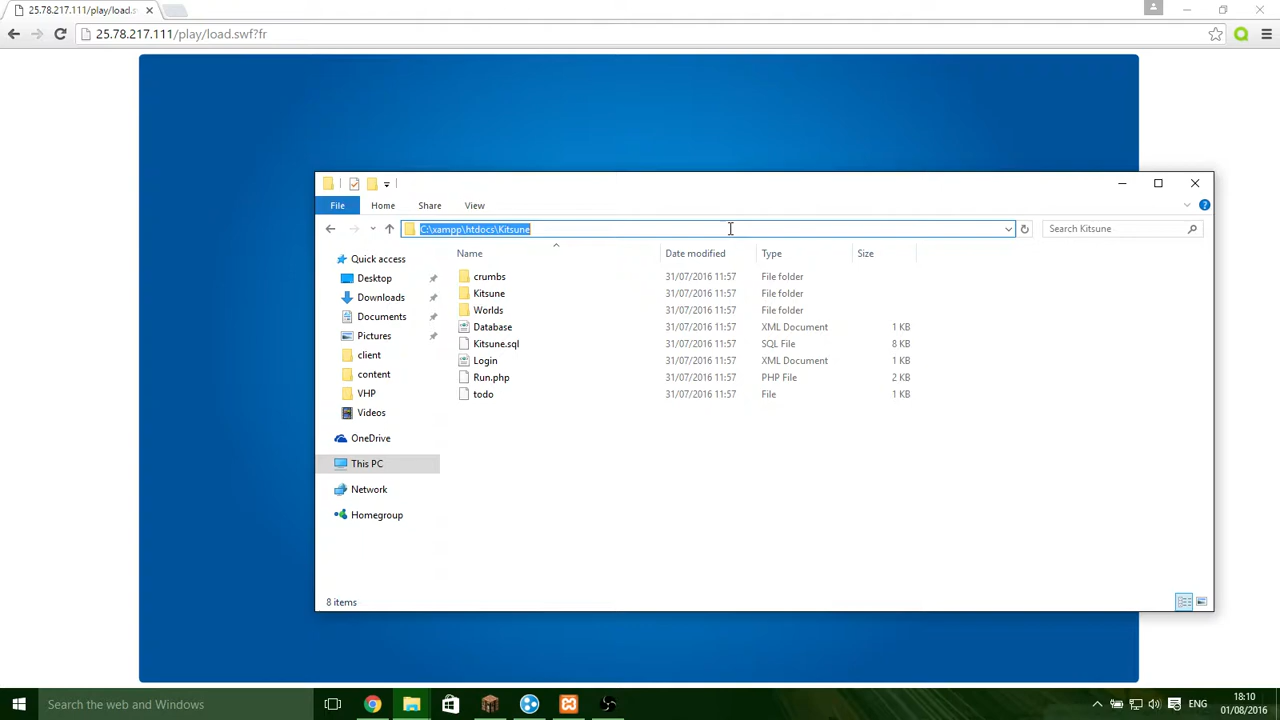 25.78.217.111/play/load.s
25.78.217.111/play/load.swf?fr
File Home Share View
C:\xampp\htdocs\Kitsune
Search Kitsune
Name Date modified Type Size
Quick access
Desktop
Downloads
Documents
Pictures
client
content
VHP
Videos
OneDrive
This PC
Network
Homegroup
crumbs 31/07/2016 11:57 File folder
Kitsune 31/07/2016 11:57 File folder
Worlds 31/07/2016 11:57 File folder
Database 31/07/2016 11:57 XML Document 1 KB
Kitsune.sql 31/07/2016 11:57 SQL File 8 KB
Login 31/07/2016 11:57 XML Document 1 KB
Run.php 31/07/2016 11:57 PHP File 2 KB
todo 31/07/2016 11:57 File 1 KB
8 items
Search the web and Windows
ENG
18:10
01/08/2016